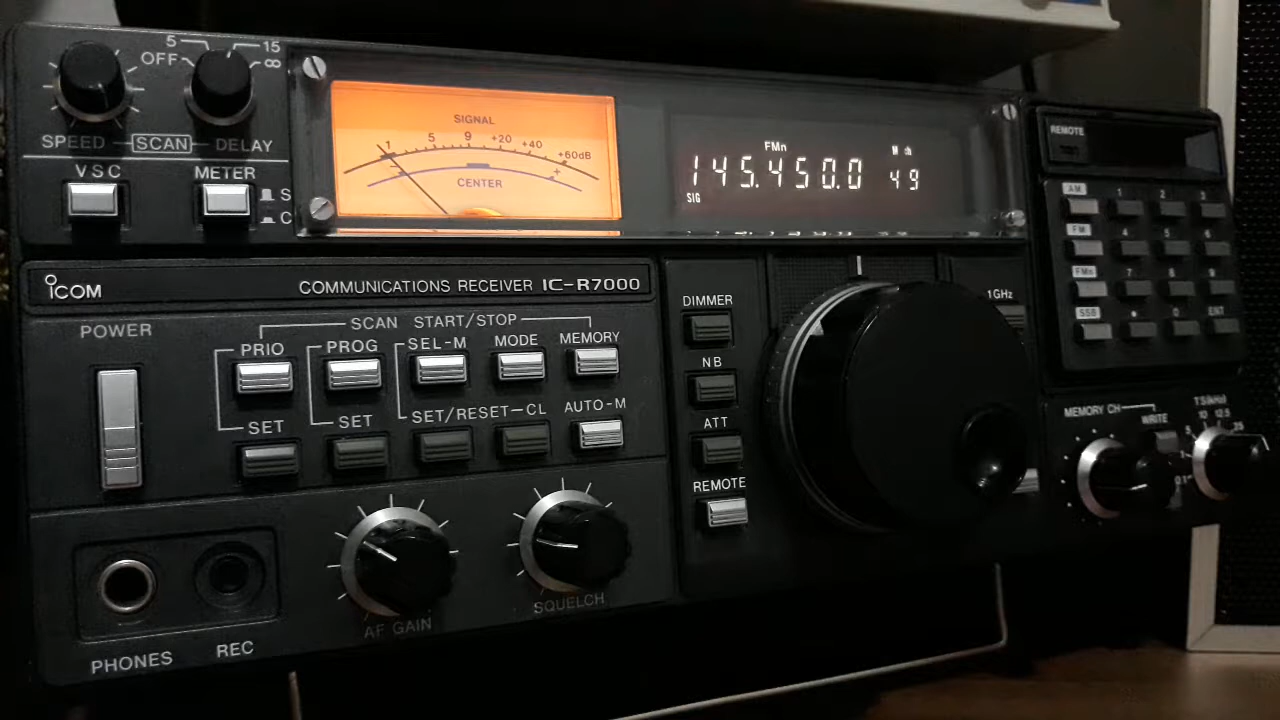 5 15
OFF ∞
SPEED SCAN DELAY
VSC METER
S
C
SIGNAL
1 5 9 +20 +40 +60dB
+
CENTER
FMn M ch
145.450.0 49
SIG
REMOTE
AM 1 2 3
FM 4 5 6
FMn 7 8 9
SSB 0 ENT
ICOM COMMUNICATIONS RECEIVER IC-R7000
POWER
SCAN START/STOP
PRIO PROG SEL-M MODE MEMORY
SET SET SET/RESET-CL AUTO-M
DIMMER
NB
ATT
REMOTE
1GHz
MEMORY CH WRITE
TS(kHz)
5 10 12.5 25
0.1
PHONES REC AF GAIN SQUELCH